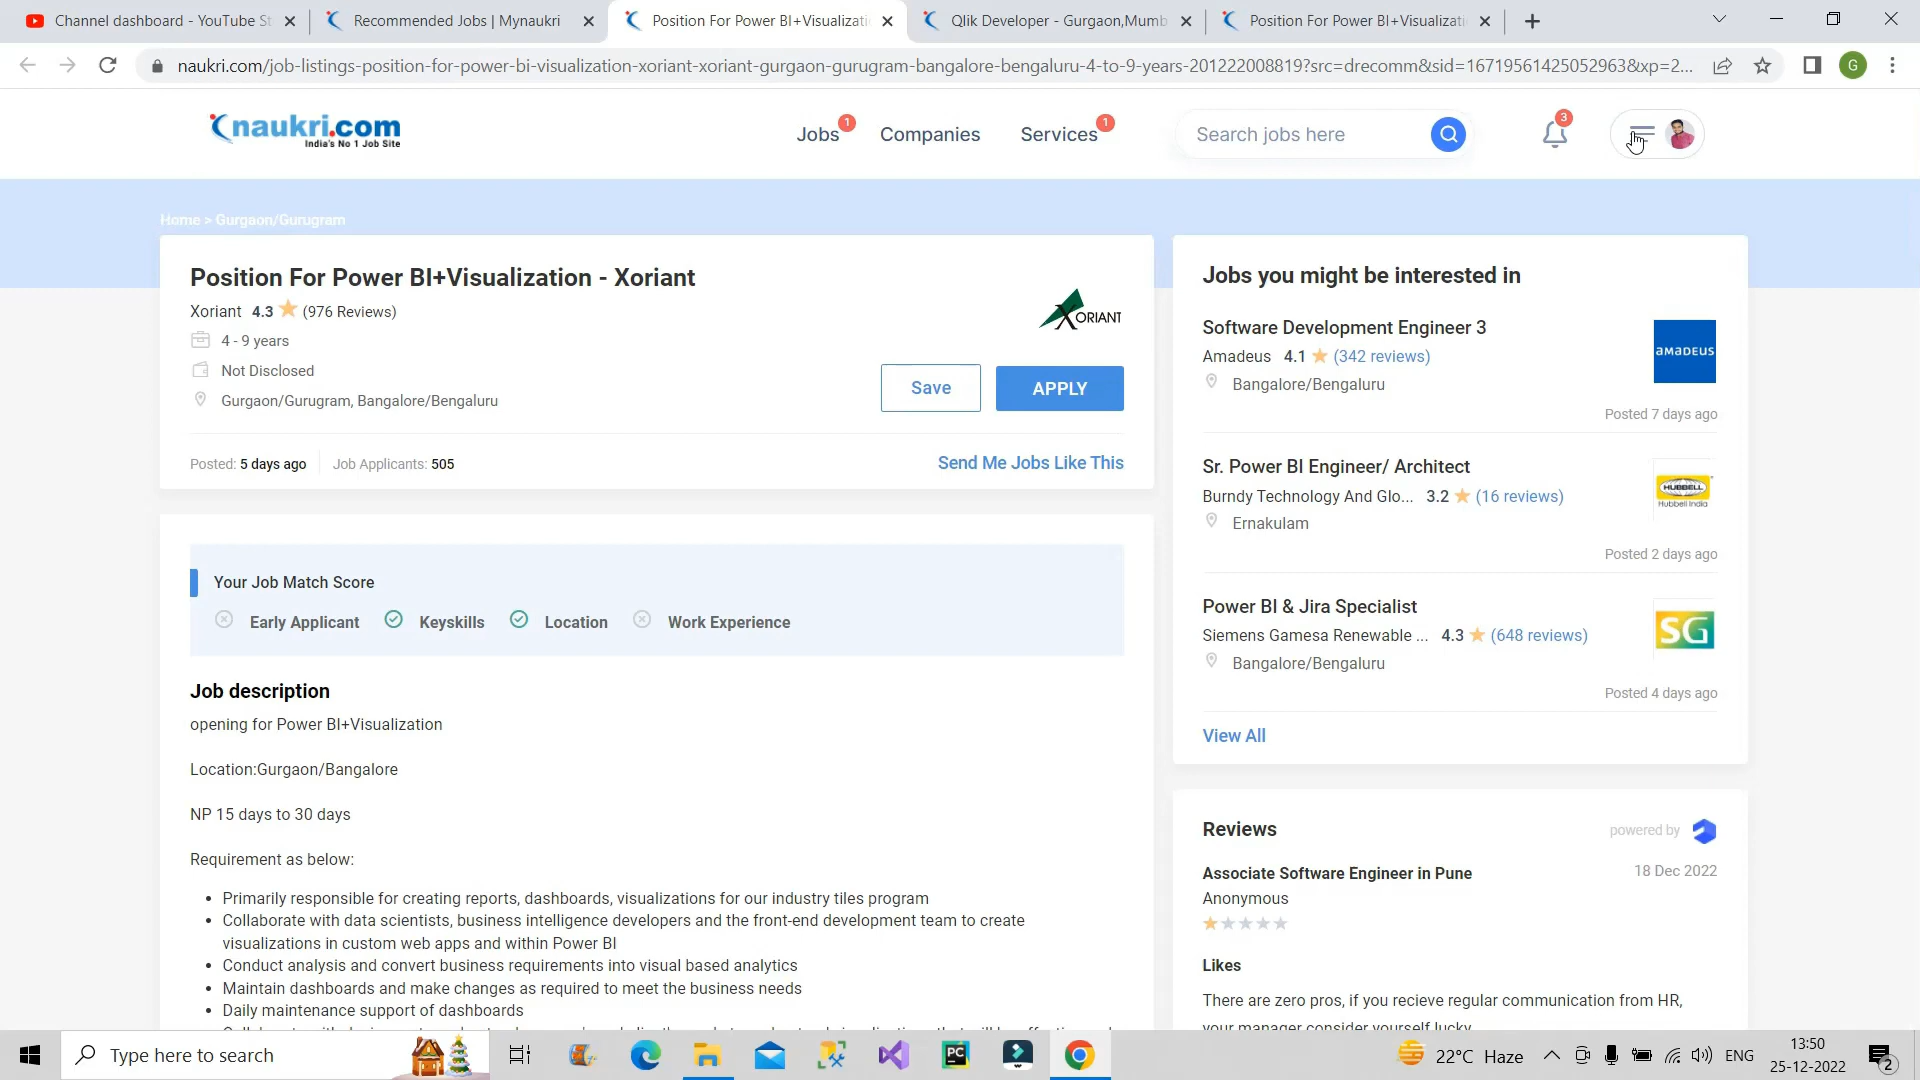 Channel dashboard - YouTube St
Recommended Jobs | Mynaukri
Position For Power BI+Visualizati
Qlik Developer - Gurgaon,Mumb
Position For Power BI+Visualizati
naukri.com/job-listings-position-for-power-bi-visualization-xoriant-xoriant-gurgaon-gurugram-bangalore-bengaluru-4-to-9-years-201222008819?src=drecomm&sid=16719561425052963&xp=2...
G
naukri.com
India's No 1 Job Site
Jobs 1
Companies
Services 1
Search jobs here
3
Home > Gurgaon/Gurugram
Position For Power BI+Visualization - Xoriant
Xoriant 4.3 (976 Reviews)
4 - 9 years
Not Disclosed
Gurgaon/Gurugram, Bangalore/Bengaluru
XORIANT
Save
APPLY
Posted: 5 days ago
Job Applicants: 505
Send Me Jobs Like This
Your Job Match Score
Early Applicant
Keyskills
Location
Work Experience
Job description
opening for Power BI+Visualization
Location:Gurgaon/Bangalore
NP 15 days to 30 days
Requirement as below:
• Primarily responsible for creating reports, dashboards, visualizations for our industry tiles program
• Collaborate with data scientists, business intelligence developers and the front-end development team to create
visualizations in custom web apps and within Power BI
• Conduct analysis and convert business requirements into visual based analytics
• Maintain dashboards and make changes as required to meet the business needs
• Daily maintenance support of dashboards
Jobs you might be interested in
Software Development Engineer 3
Amadeus 4.1 (342 reviews)
Bangalore/Bengaluru
amadeus
Posted 7 days ago
Sr. Power BI Engineer/ Architect
Burndy Technology And Glo... 3.2 (16 reviews)
Ernakulam
HUBBELL
Hubbell India
Posted 2 days ago
Power BI & Jira Specialist
Siemens Gamesa Renewable ... 4.3 (648 reviews)
Bangalore/Bengaluru
SG
Posted 4 days ago
View All
Reviews
powered by
Associate Software Engineer in Pune
18 Dec 2022
Anonymous
Likes
There are zero pros, if you recieve regular communication from HR,
your manager consider yourself lucky
Type here to search
PC
22°C Haze
ENG
13:50
25-12-2022
2